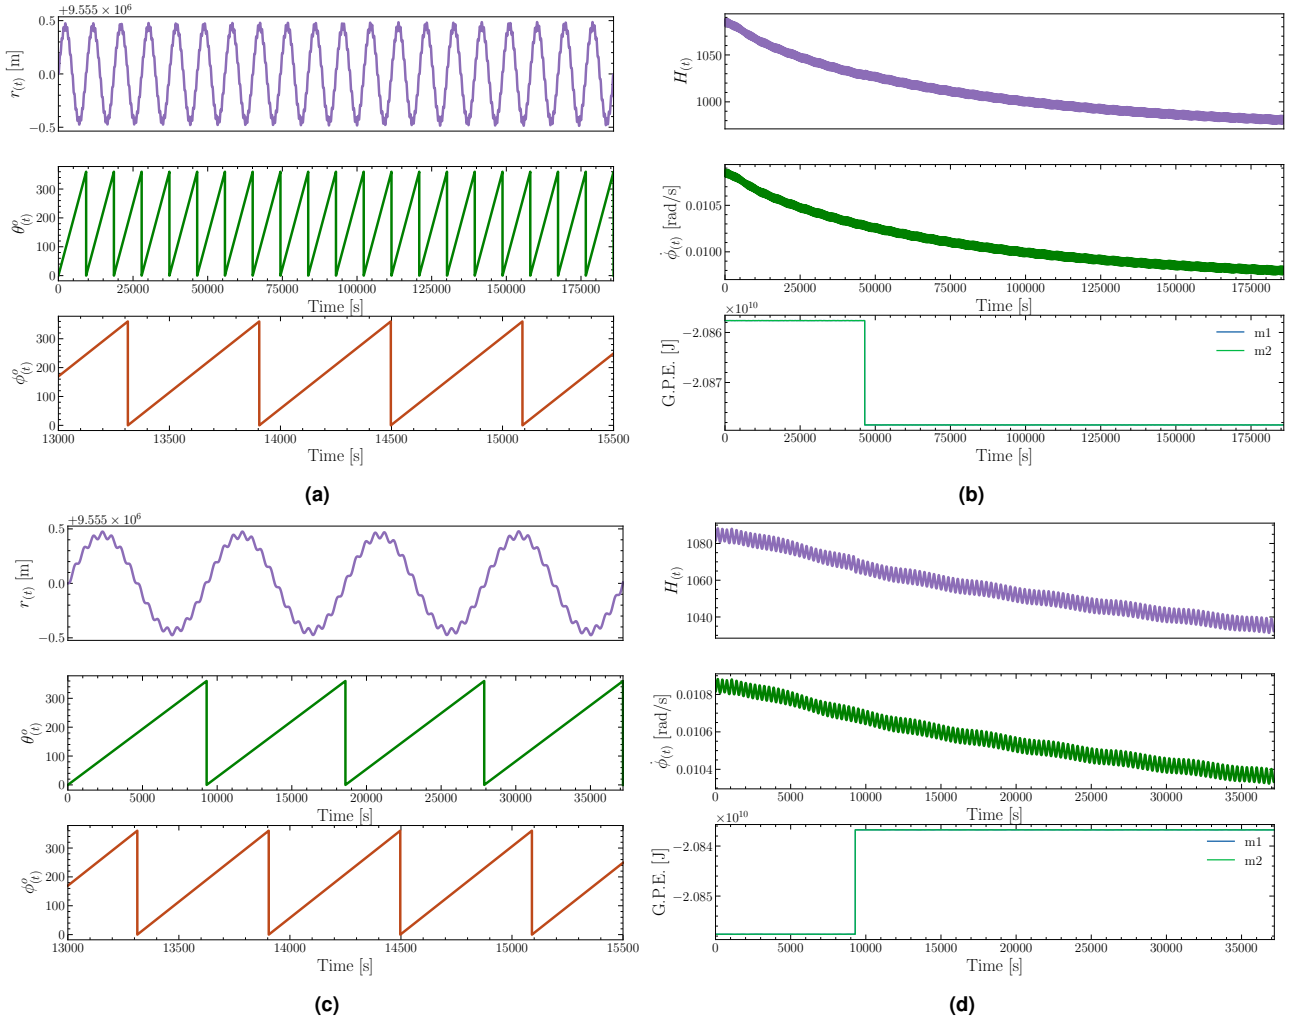 +9.555 × 10⁶
r(t) [m]
0.5
0.0
−0.5
θ°(t)
300
200
100
0
0 25000 50000 75000 100000 125000 150000 175000
Time [s]
ϕ°(t)
300
200
100
0
13000 13500 14000 14500 15000 15500
Time [s]
(a)
H(t)
1050
1000
ϕ̇(t) [rad/s]
0.0105
0.0100
0 25000 50000 75000 100000 125000 150000 175000
Time [s]
×10¹⁰
G.P.E. [J]
−2.086
−2.087
m1
m2
0 25000 50000 75000 100000 125000 150000 175000
Time [s]
(b)
+9.555 × 10⁶
r(t) [m]
0.5
0.0
−0.5
θ°(t)
300
200
100
0
0 5000 10000 15000 20000 25000 30000 35000
Time [s]
ϕ°(t)
300
200
100
0
13000 13500 14000 14500 15000 15500
Time [s]
(c)
H(t)
1080
1060
1040
ϕ̇(t) [rad/s]
0.0108
0.0106
0.0104
0 5000 10000 15000 20000 25000 30000 35000
Time [s]
×10¹⁰
G.P.E. [J]
−2.084
−2.085
m1
m2
0 5000 10000 15000 20000 25000 30000 35000
Time [s]
(d)